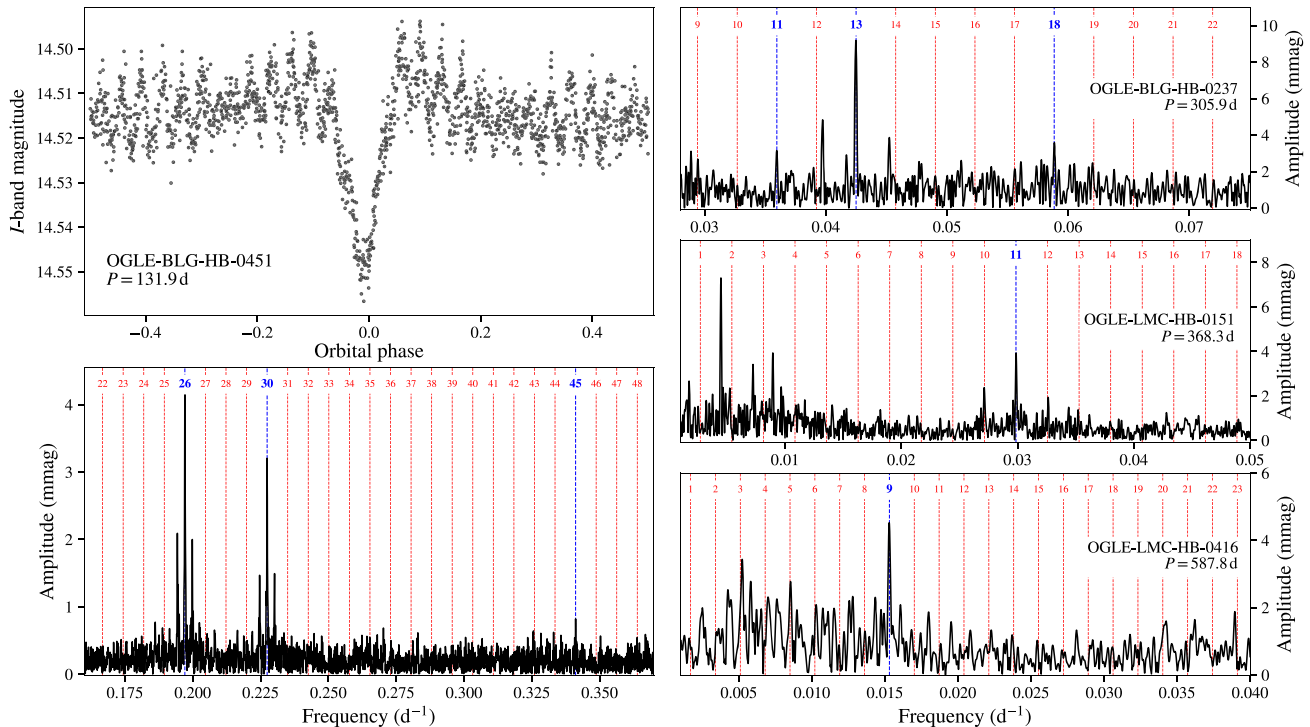 14.50
14.51
14.52
14.53
14.54
14.55
I-band magnitude
OGLE-BLG-HB-0451
P = 131.9 d
−0.4 −0.2 0.0 0.2 0.4
Orbital phase
22 23 24 25 26 27 28 29 30 31 32 33 34 35 36 37 38 39 40 41 42 43 44 45 46 47 48
4
3
2
1
0
Amplitude (mmag)
0.175 0.200 0.225 0.250 0.275 0.300 0.325 0.350
Frequency (d⁻¹)
9 10 11 12 13 14 15 16 17 18 19 20 21 22
OGLE-BLG-HB-0237
P = 305.9 d
10
8
6
4
2
0
Amplitude (mmag)
0.03 0.04 0.05 0.06 0.07
1 2 3 4 5 6 7 8 9 10 11 12 13 14 15 16 17 18
OGLE-LMC-HB-0151
P = 368.3 d
8
6
4
2
0
Amplitude (mmag)
0.01 0.02 0.03 0.04 0.05
1 2 3 4 5 6 7 8 9 10 11 12 13 14 15 16 17 18 19 20 21 22 23
OGLE-LMC-HB-0416
P = 587.8 d
6
4
2
0
Amplitude (mmag)
0.005 0.010 0.015 0.020 0.025 0.030 0.035 0.040
Frequency (d⁻¹)